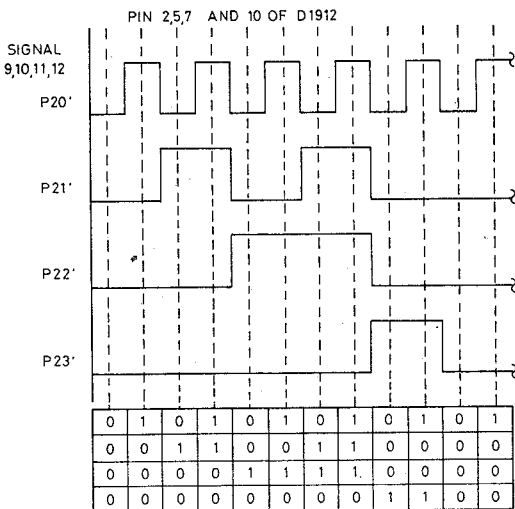 PIN 2,5,7 AND 10 OF D1912
SIGNAL
9,10,11,12
P20'
P21'
P22'
P23'
0 1 0 1 0 1 0 1 0 1 0 1
0 0 1 1 0 0 1 1 0 0 0 0
0 0 0 0 1 1 1 1 0 0 0 0
0 0 0 0 0 0 0 0 1 1 0 0